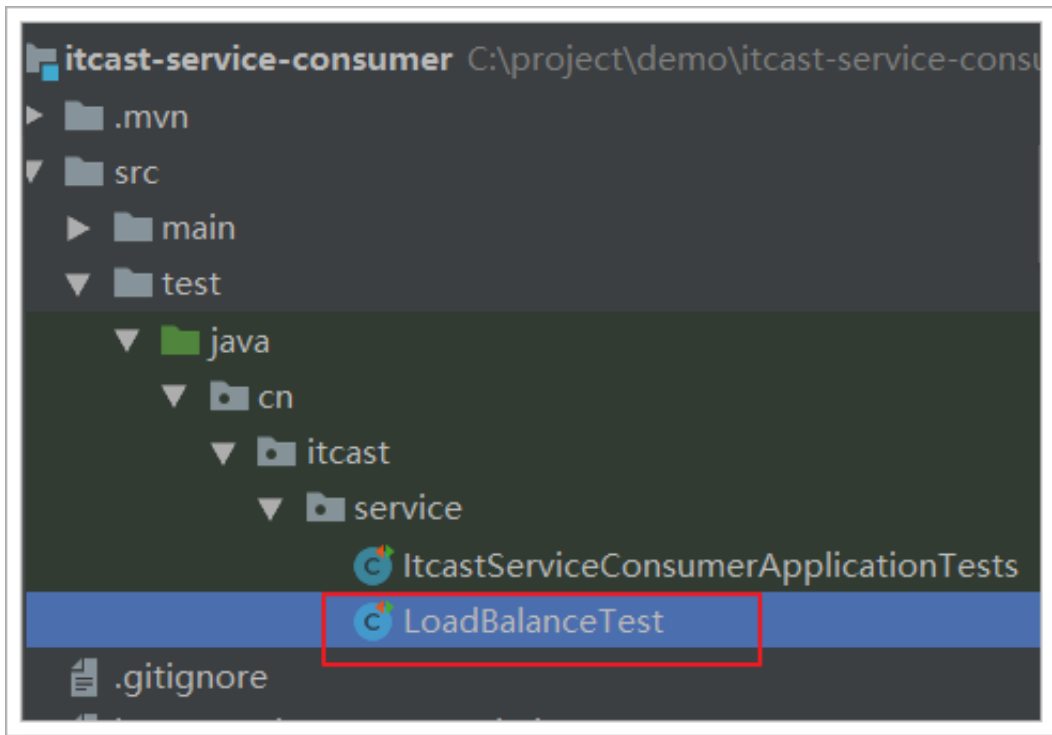 itcast-service-consumer C:\project\demo\itcast-service-consu
.mvn
src
main
test
java
cn
itcast
service
ItcastServiceConsumerApplicationTests
LoadBalanceTest
.gitignore